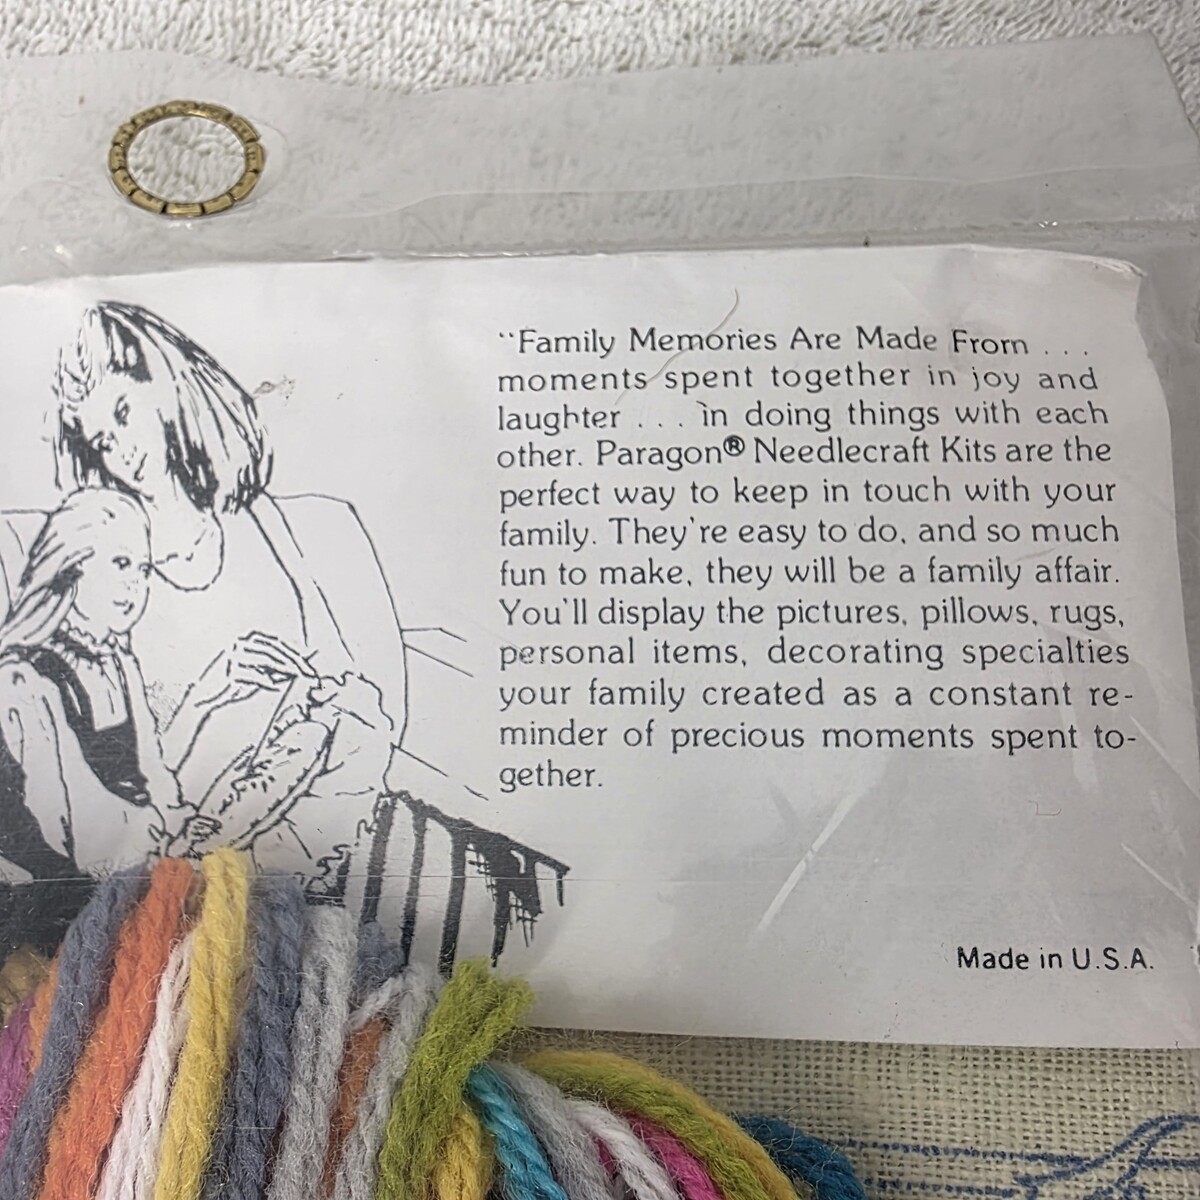 “Family Memories Are Made From . . .
moments spent together in joy and
laughter . . . in doing things with each
other. Paragon® Needlecraft Kits are the
perfect way to keep in touch with your
family. They're easy to do, and so much
fun to make, they will be a family affair.
You'll display the pictures, pillows, rugs,
personal items, decorating specialties
your family created as a constant re-
minder of precious moments spent to-
gether.
Made in U.S.A.